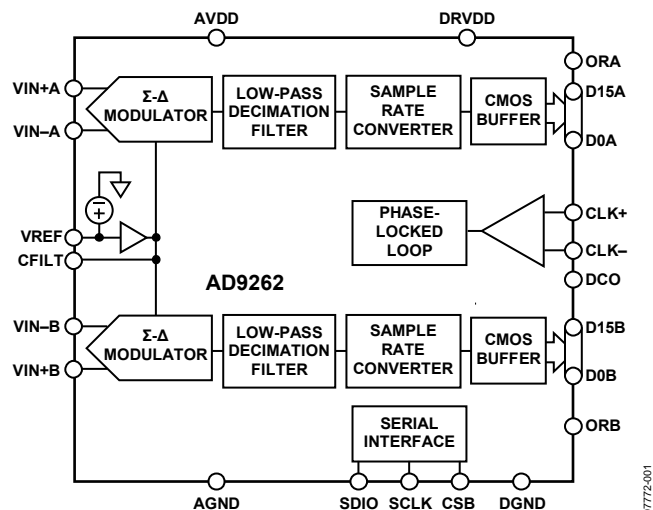 AVDD
DRVDD
ORA
VIN+A
Σ-Δ
MODULATOR
LOW-PASS
DECIMATION
FILTER
SAMPLE
RATE
CONVERTER
CMOS
BUFFER
D15A
VIN–A
D0A
PHASE-
LOCKED
LOOP
CLK+
VREF
CFILT
CLK–
AD9262
DCO
VIN–B
Σ-Δ
MODULATOR
LOW-PASS
DECIMATION
FILTER
SAMPLE
RATE
CONVERTER
CMOS
BUFFER
D15B
VIN+B
D0B
SERIAL
INTERFACE
ORB
AGND
SDIO
SCLK
CSB
DGND